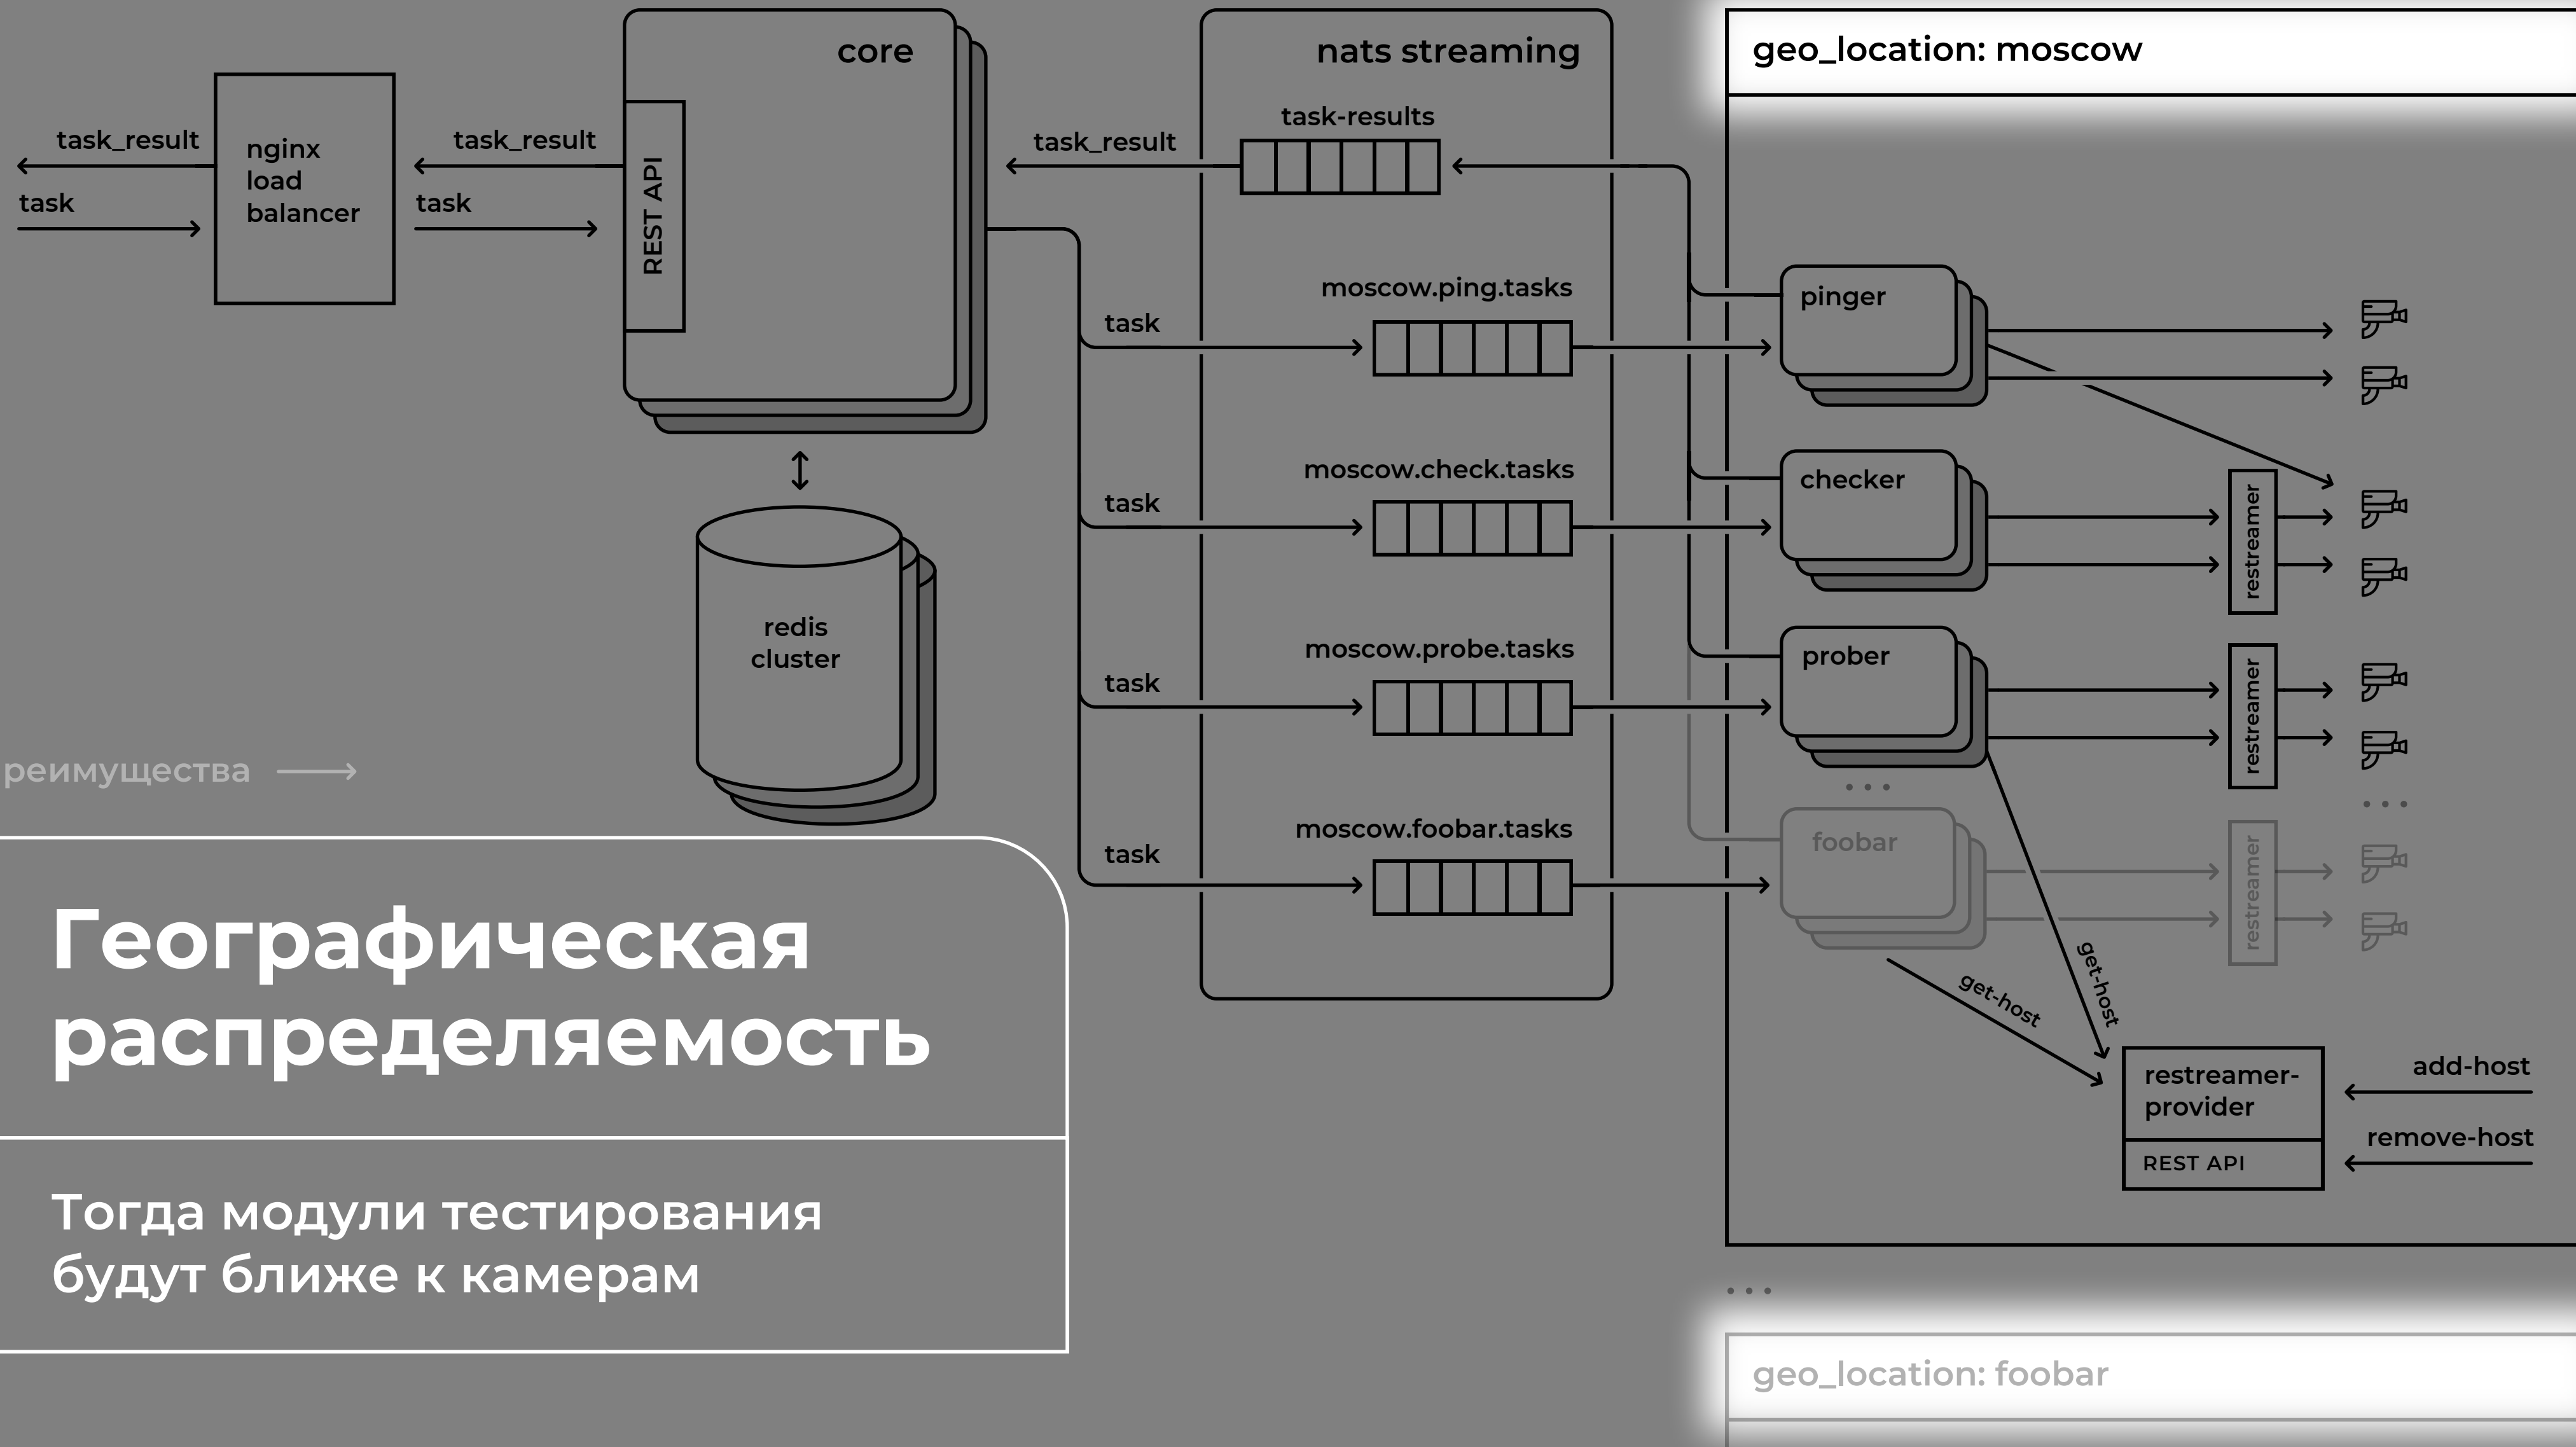 core
nats streaming
geo_location: moscow
task_result
task
nginx
load
balancer
task_result
task
REST API
task_result
task-results
moscow.ping.tasks
task
pinger
moscow.check.tasks
task
checker
restreamer
redis
cluster
moscow.probe.tasks
task
prober
restreamer
реимущества
moscow.foobar.tasks
task
foobar
restreamer
get-host
get-host
restreamer-
provider
REST API
add-host
remove-host
Географическая
распределяемость
Тогда модули тестирования
будут ближе к камерам
geo_location: foobar